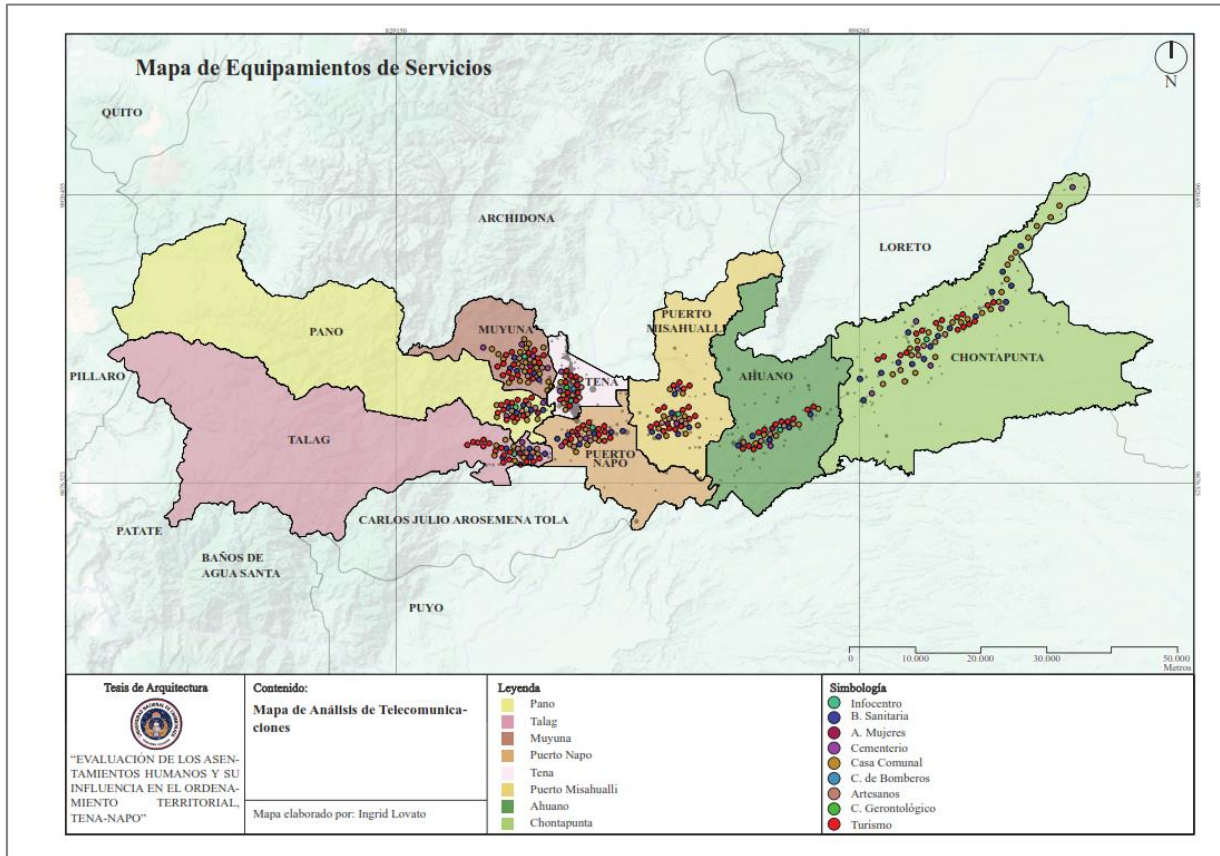 829150
898263
Mapa de Equipamientos de Servicios
N
QUITO
ARCHIDONA
LORETO
PUERTO
MISAHUALLI
PANO
MUYUNA
CHONTAPUNTA
PILLARO
TENA
AHUANO
TALAG
PUERTO
NAPO
CARLOS JULIO AROSEMENA TOLA
PATATE
BAÑOS DE
AGUA SANTA
PUYO
0
10.000
20.000
30.000
50.000
Metros
Tesis de Arquitectura
"EVALUACIÓN DE LOS ASEN-
TAMIENTOS HUMANOS Y SU
INFLUENCIA EN EL ORDENA-
MIENTO TERRITORIAL,
TENA-NAPO"
Contenido:
Mapa de Análisis de Telecomunica-
ciones
Mapa elaborado por: Ingrid Lovato
Leyenda
Pano
Talag
Muyuna
Puerto Napo
Tena
Puerto Misahualli
Ahuano
Chontapunta
Simbología
Infocentro
B. Sanitaria
A. Mujeres
Cementerio
Casa Comunal
C. de Bomberos
Artesanos
C. Gerontológico
Turismo